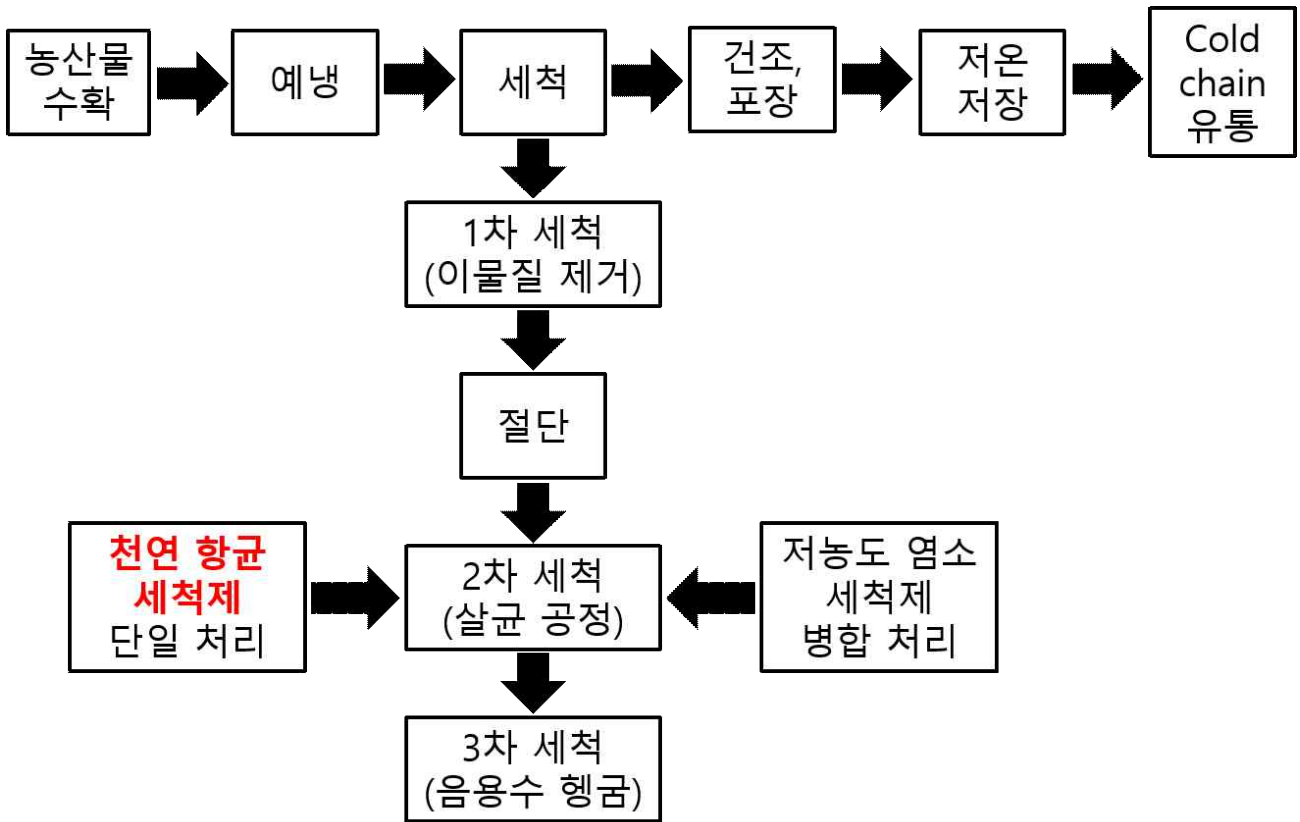 농산물
수확
예냉
세척
건조,
포장
저온
저장
Cold
chain
유통
1차 세척
(이물질 제거)
절단
천연 항균
세척제
단일 처리
2차 세척
(살균 공정)
저농도 염소
세척제
병합 처리
3차 세척
(음용수 헹굼)